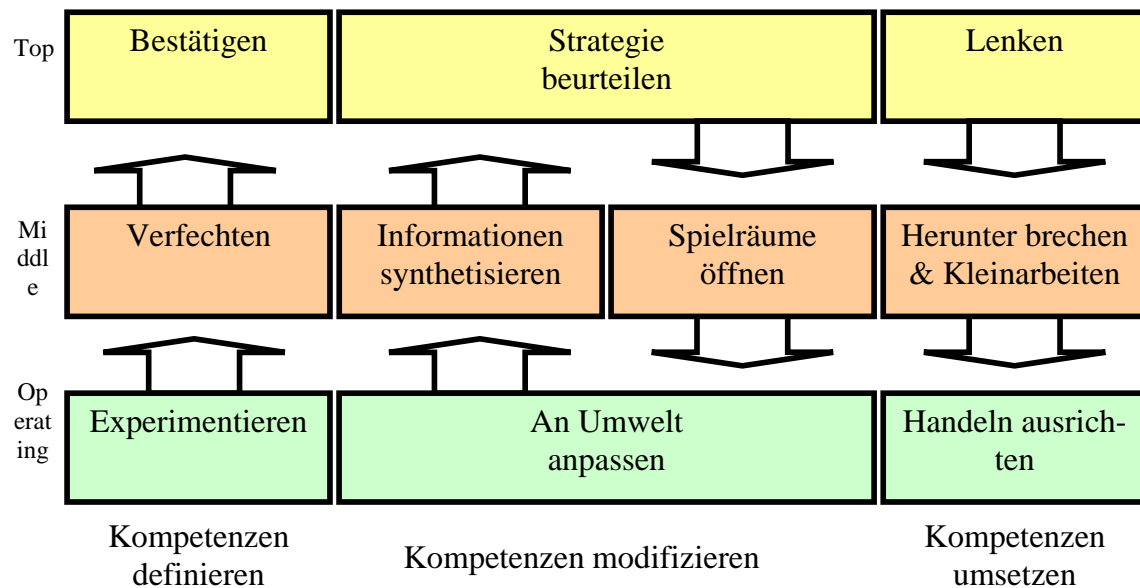 Top
Bestätigen
Strategie
beurteilen
Lenken
Mi
ddl
e
Verfechten
Informationen
synthetisieren
Spielräume
öffnen
Herunter brechen
& Kleinarbeiten
Op
erat
ing
Experimentieren
An Umwelt
anpassen
Handeln ausrich-
ten
Kompetenzen
definieren
Kompetenzen modifizieren
Kompetenzen
umsetzen